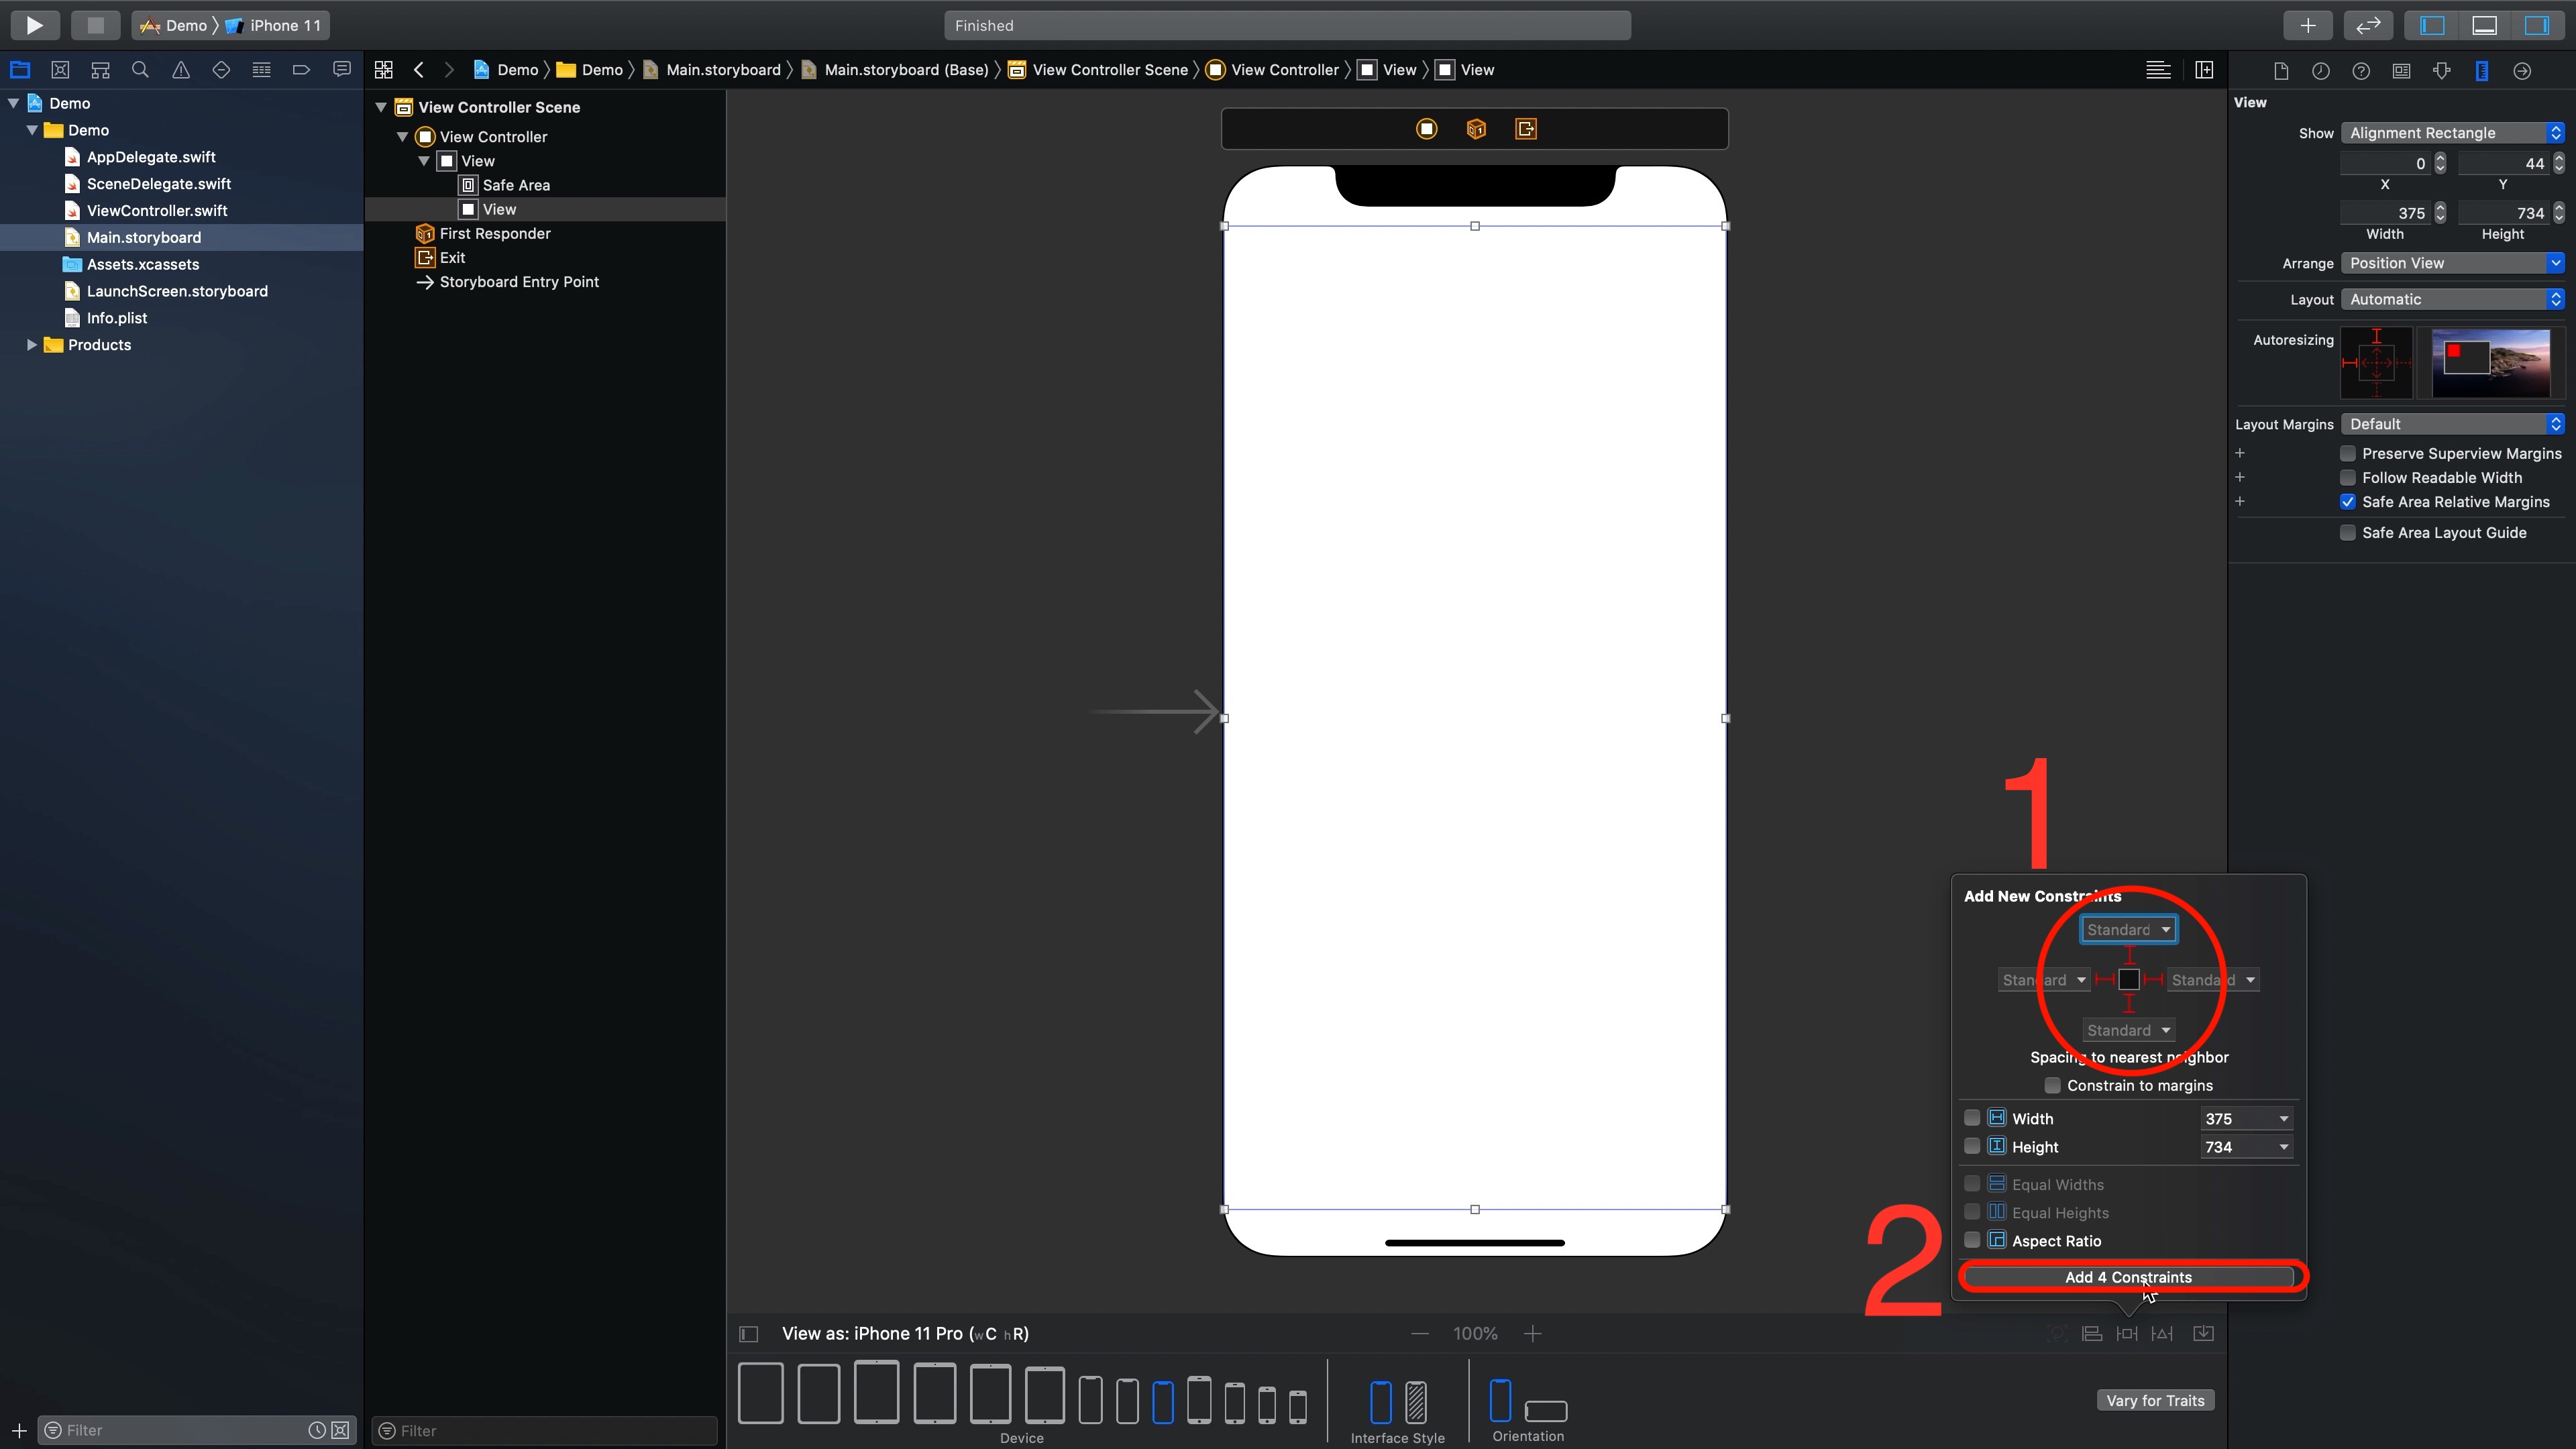 Demo
iPhone 11
Finished
Demo
Demo
Main.storyboard
Main.storyboard (Base)
View Controller Scene
View Controller
View
View
Demo
Demo
AppDelegate.swift
SceneDelegate.swift
ViewController.swift
Main.storyboard
Assets.xcassets
LaunchScreen.storyboard
Info.plist
Products
Filter
View Controller Scene
View Controller
View
Safe Area
View
First Responder
Exit
Storyboard Entry Point
Filter
1
Add New Constraints
Standard
Standard
Standard
Standard
Spacing to nearest neighbor
Constrain to margins
Width 375
Height 734
Equal Widths
Equal Heights
Aspect Ratio
2
Add 4 Constraints
View as: iPhone 11 Pro (wC hR)
100%
Device
Interface Style
Orientation
Vary for Traits
View
Show Alignment Rectangle
0 44
X Y
375 734
Width Height
Arrange Position View
Layout Automatic
Autoresizing
Layout Margins Default
Preserve Superview Margins
Follow Readable Width
Safe Area Relative Margins
Safe Area Layout Guide